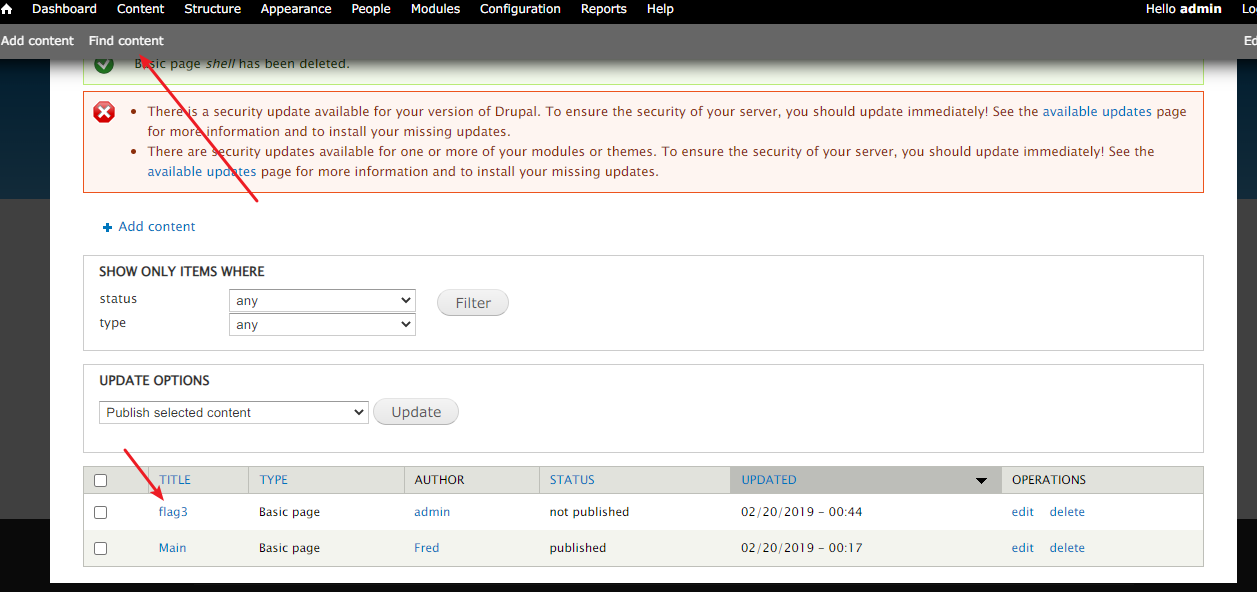 Dashboard Content Structure Appearance People Modules Configuration Reports Help Hello admin Lo
Add content Find content Ed
Basic page shell has been deleted.
There is a security update available for your version of Drupal. To ensure the security of your server, you should update immediately! See the available updates page
for more information and to install your missing updates.
There are security updates available for one or more of your modules or themes. To ensure the security of your server, you should update immediately! See the
available updates page for more information and to install your missing updates.
Add content
SHOW ONLY ITEMS WHERE
status any Filter
type any
UPDATE OPTIONS
Publish selected content Update
TITLE TYPE AUTHOR STATUS UPDATED OPERATIONS
flag3 Basic page admin not published 02/20/2019 - 00:44 edit delete
Main Basic page Fred published 02/20/2019 - 00:17 edit delete